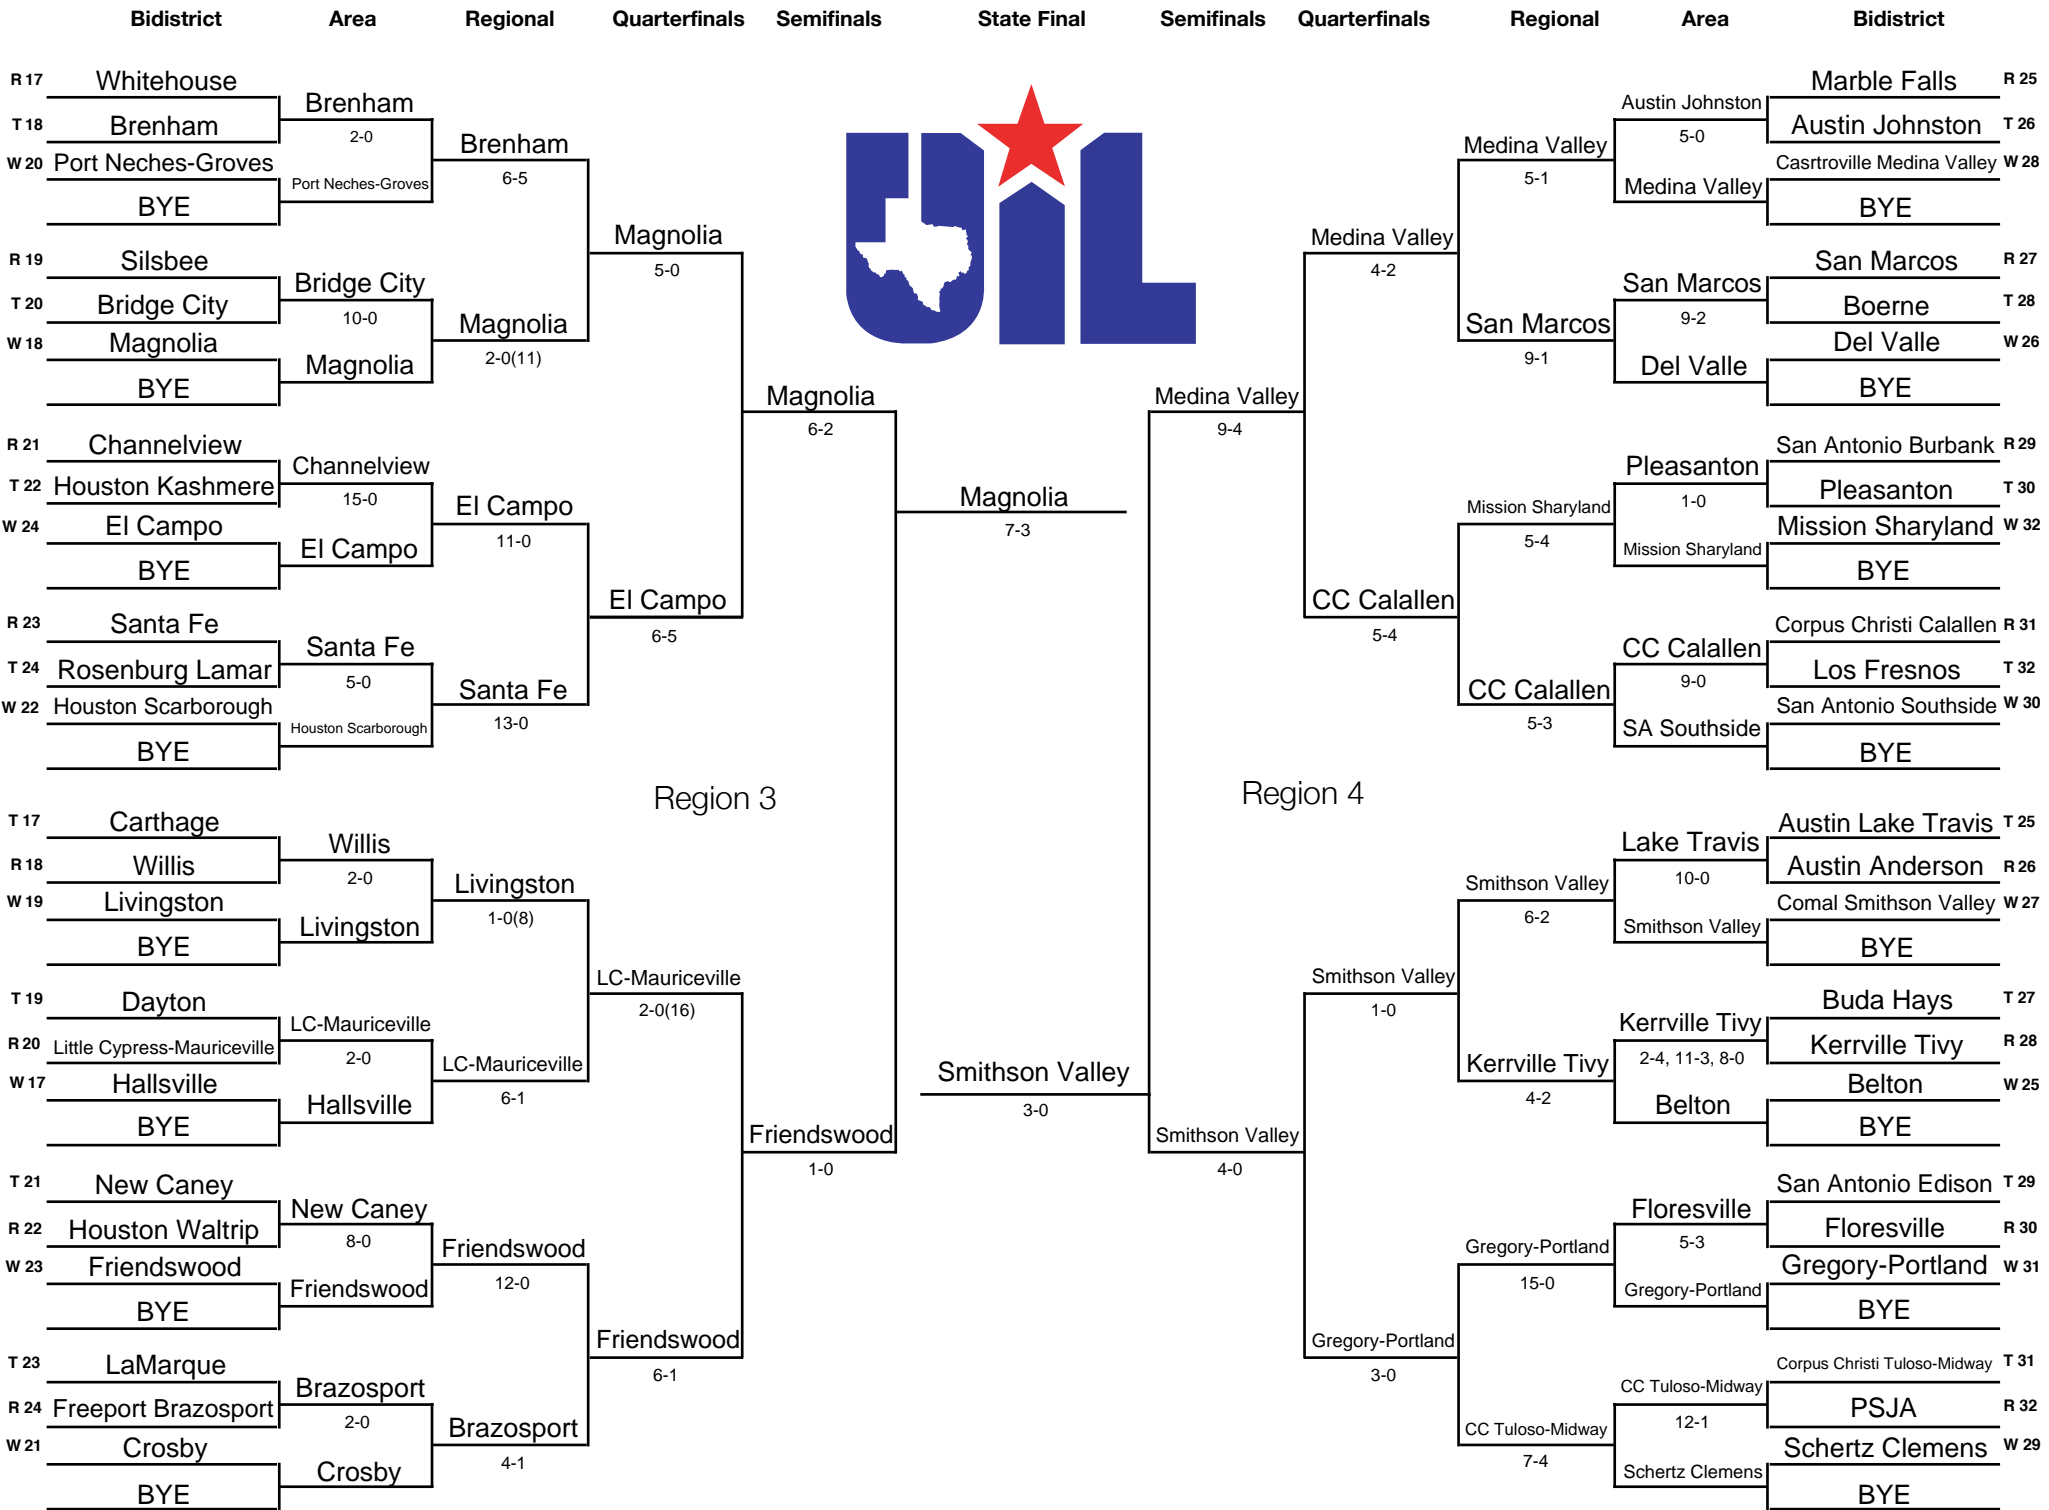 Bidistrict Area Regional Quarterfinals Semifinals State Final Semifinals Quarterfinals Regional Area Bidistrict
UiL
R 17 Whitehouse
Brenham
T 18 Brenham
2-0
Brenham
W 20 Port Neches-Groves
6-5
Port Neches-Groves
BYE
Magnolia
5-0
R 19 Silsbee
Bridge City
T 20 Bridge City
10-0
Magnolia
W 18 Magnolia
2-0(11)
Magnolia
BYE
Magnolia
6-2
R 21 Channelview
Channelview
T 22 Houston Kashmere
15-0
El Campo
W 24 El Campo
11-0
El Campo
BYE
El Campo
6-5
R 23 Santa Fe
Santa Fe
T 24 Rosenburg Lamar
5-0
Santa Fe
W 22 Houston Scarborough
13-0
Houston Scarborough
BYE
Region 3
T 17 Carthage
Willis
R 18 Willis
2-0
Livingston
W 19 Livingston
1-0(8)
Livingston
BYE
LC-Mauriceville
2-0(16)
T 19 Dayton
LC-Mauriceville
R 20 Little Cypress-Mauriceville
2-0
LC-Mauriceville
W 17 Hallsville
6-1
Hallsville
BYE
Friendswood
1-0
T 21 New Caney
New Caney
R 22 Houston Waltrip
8-0
Friendswood
W 23 Friendswood
12-0
Friendswood
BYE
Friendswood
6-1
T 23 LaMarque
Brazosport
R 24 Freeport Brazosport
2-0
Brazosport
W 21 Crosby
4-1
Crosby
BYE
Magnolia
7-3
Smithson Valley
3-0
Marble Falls R 25
Austin Johnston
Austin Johnston T 26
5-0
Medina Valley
Casrtroville Medina Valley W 28
5-1
Medina Valley
BYE
Medina Valley
4-2
San Marcos R 27
San Marcos
Boerne T 28
9-2
San Marcos
Del Valle W 26
9-1
Del Valle
BYE
Medina Valley
9-4
San Antonio Burbank R 29
Pleasanton
Pleasanton T 30
1-0
Mission Sharyland
Mission Sharyland W 32
5-4
Mission Sharyland
BYE
CC Calallen
5-4
Corpus Christi Calallen R 31
CC Calallen
Los Fresnos T 32
9-0
CC Calallen
San Antonio Southside W 30
5-3
SA Southside
BYE
Region 4
Austin Lake Travis T 25
Lake Travis
Austin Anderson R 26
10-0
Smithson Valley
Comal Smithson Valley W 27
6-2
Smithson Valley
BYE
Smithson Valley
1-0
Buda Hays T 27
Kerrville Tivy
Kerrville Tivy R 28
2-4, 11-3, 8-0
Kerrville Tivy
Belton W 25
4-2
Belton
BYE
Smithson Valley
4-0
San Antonio Edison T 29
Floresville
Floresville R 30
5-3
Gregory-Portland
Gregory-Portland W 31
15-0
Gregory-Portland
BYE
Gregory-Portland
3-0
Corpus Christi Tuloso-Midway T 31
CC Tuloso-Midway
PSJA R 32
12-1
CC Tuloso-Midway
Schertz Clemens W 29
7-4
Schertz Clemens
BYE